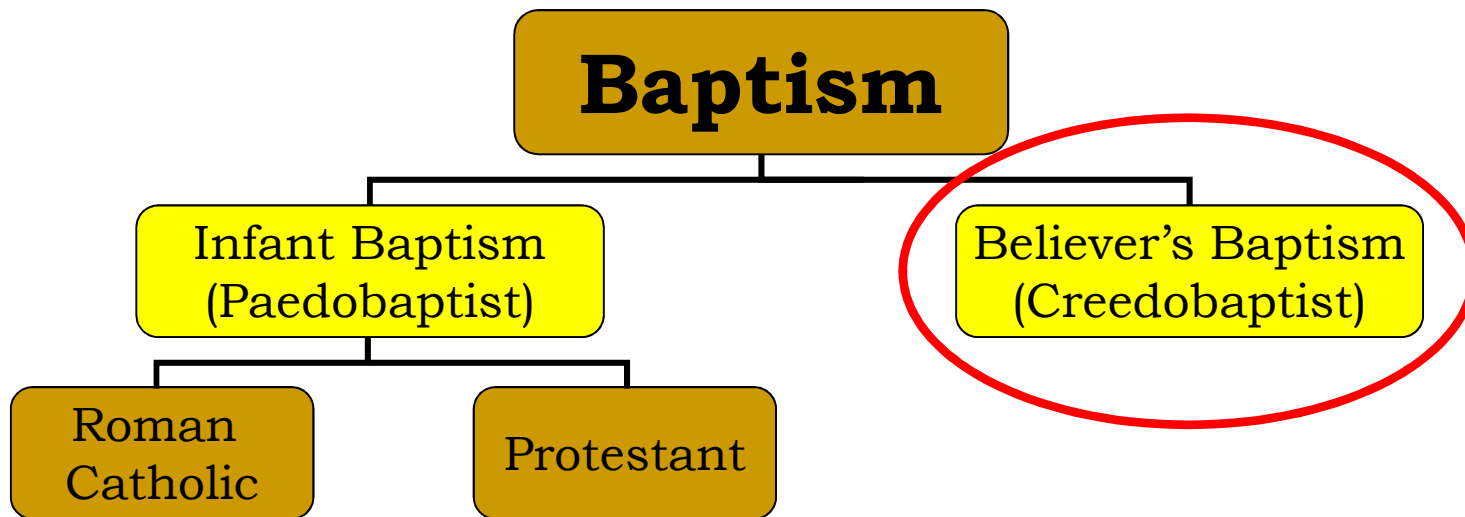 Baptism
Infant Baptism
(Paedobaptist)
Believer’s Baptism
(Creedobaptist)
Roman
Catholic
Protestant